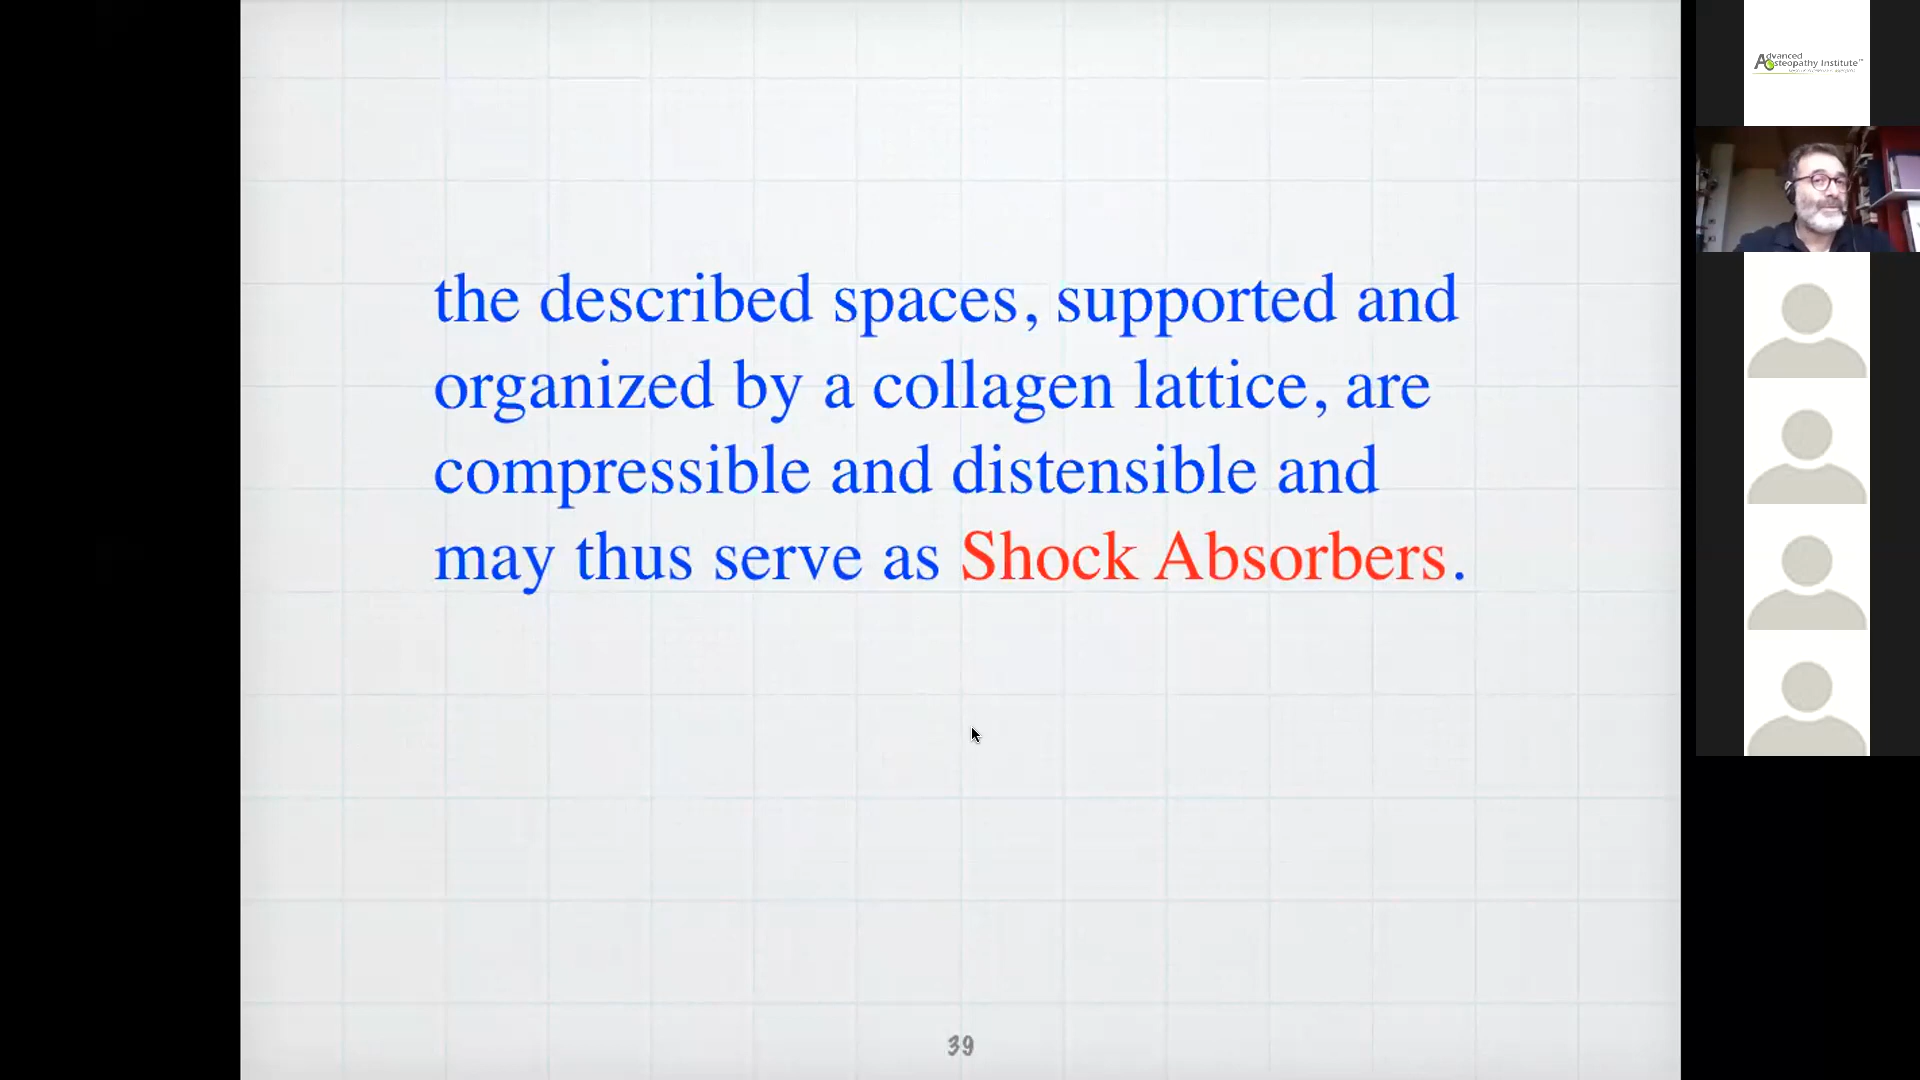 the described spaces, supported and
organized by a collagen lattice, are
compressible and distensible and
may thus serve as Shock Absorbers.
39
Advanced
Osteopathy Institute™